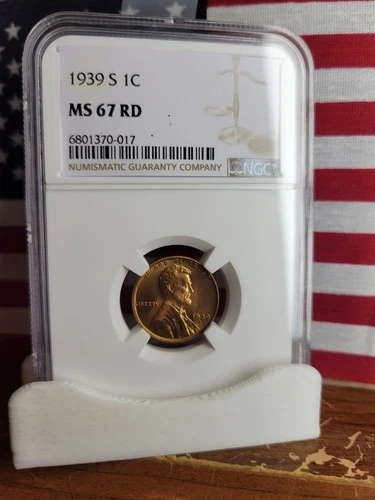 1939 S 1C
MS 67 RD
6801370-017
NUMISMATIC GUARANTY COMPANY
NGC
LIBERTY
1939
S